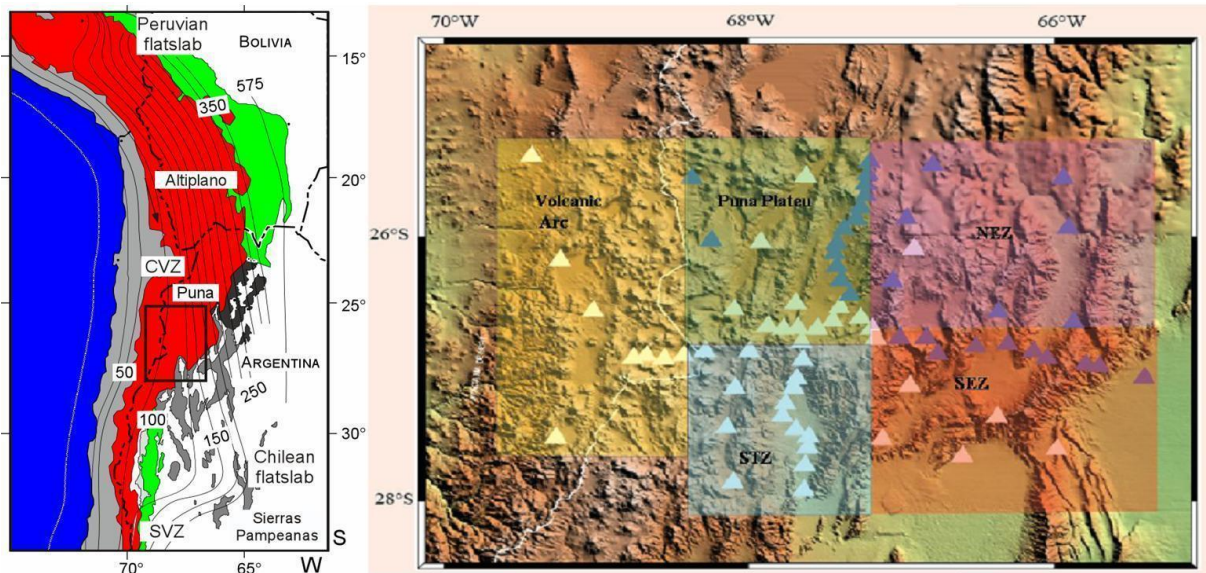 Peruvian
flatslab
BOLIVIA
15°
575
350
Altiplano
20°
CVZ
Puna
25°
ARGENTINA
50
250
100
150
30°
Chilean
flatslab
SVZ
Sierras
Pampeanas
S
70°
65°
W
70°W
68°W
66°W
Volcanic
Arc
Puna Plateu
26°S
NEZ
SEZ
STZ
28°S